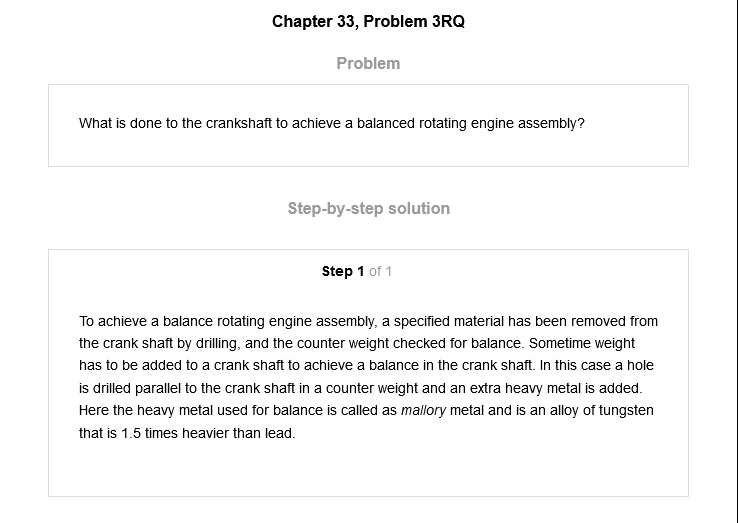 Chapter 33, Problem 3RQ
Problem
What is done to the crankshaft to achieve a balanced rotating engine assembly?
Step-by-step solution
Step 1 of 1
To achieve a balance rotating engine assembly, a specified material has been removed from
the crank shaft by drilling, and the counter weight checked for balance. Sometime weight
has to be added to a crank shaft to achieve a balance in the crank shaft. In this case a hole
is drilled parallel to the crank shaft in a counter weight and an extra heavy metal is added.
Here the heavy metal used for balance is called as mallory metal and is an alloy of tungsten
that is 1.5 times heavier than lead.